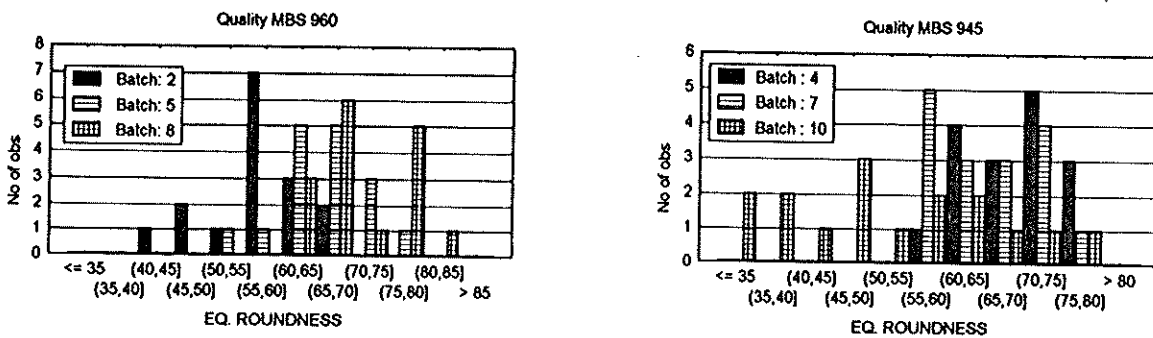 Quality MBS 960
8
7
6
5
4
3
2
1
0
No of obs
Batch: 2
Batch: 5
Batch: 8
<= 35 (40,45] (50,55] (60,65] (70,75] (80,85]
(35,40] (45,50] (55,60] (65,70] (75,80] > 85
EQ. ROUNDNESS
Quality MBS 945
6
5
4
3
2
1
0
No of obs
Batch : 4
Batch : 7
Batch : 10
<= 35 (40,45] (50,55] (60,65] (70,75] > 80
(35,40] (45,50] (55,60] (65,70] (75,80]
EQ. ROUNDNESS